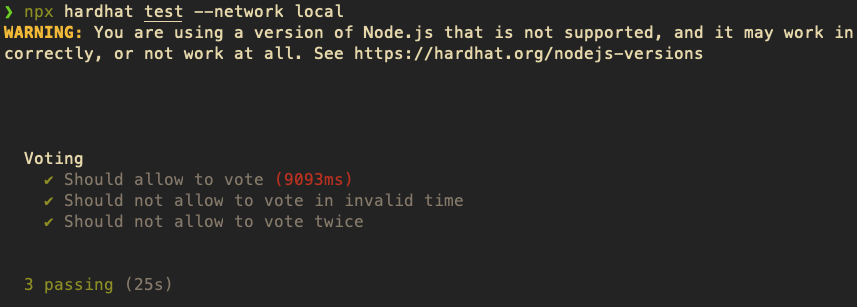 ❯ npx hardhat test --network local
WARNING: You are using a version of Node.js that is not supported, and it may work in
correctly, or not work at all. See https://hardhat.org/nodejs-versions
Voting
✔ Should allow to vote (9093ms)
✔ Should not allow to vote in invalid time
✔ Should not allow to vote twice
3 passing (25s)